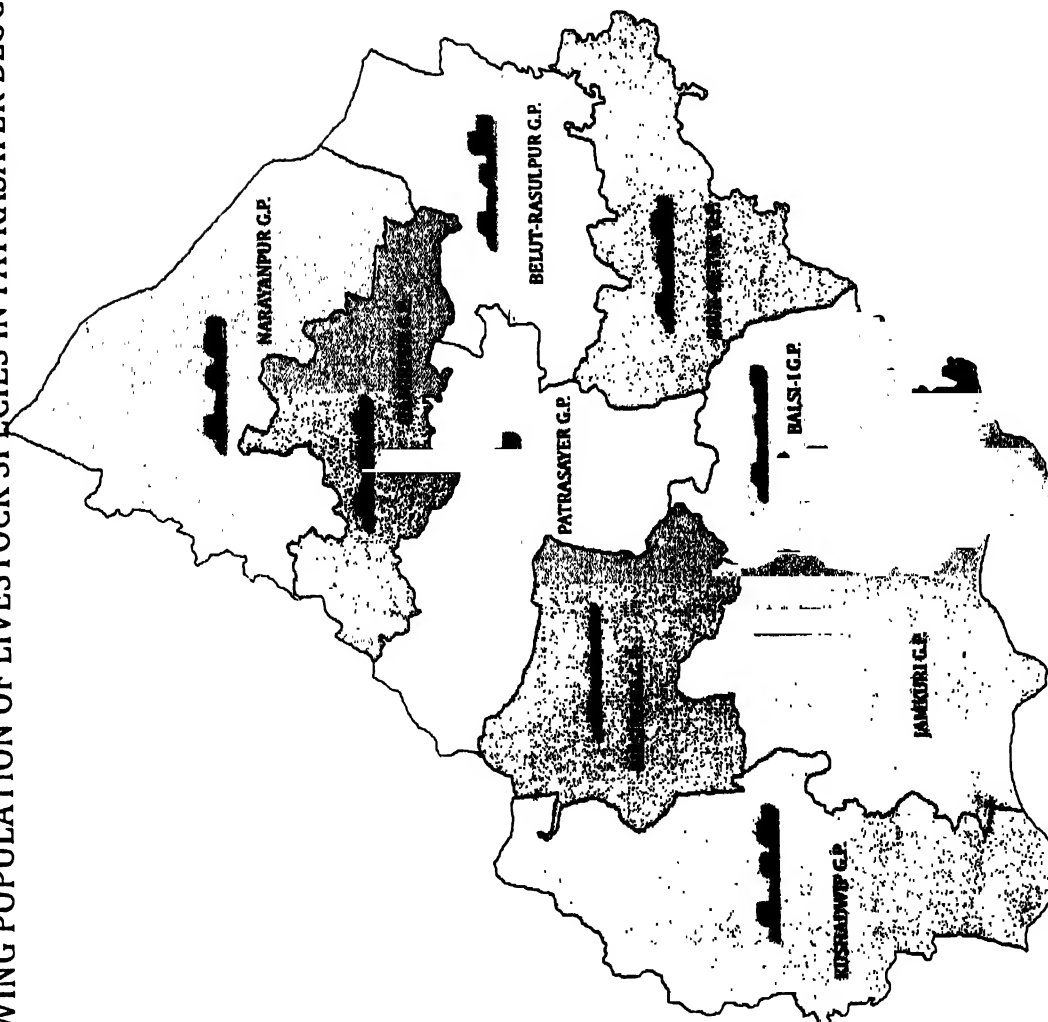 WING POPULATION OF LIVESTOCK SPECIES IN PATRASAYER BLOC
NARAYANPUR G.P.
BELUT-RASULPUR G.P.
PATRASAYER G.P.
BALSI-I G.P.
JAMKURI G.P.
KUSHADWIP G.P.